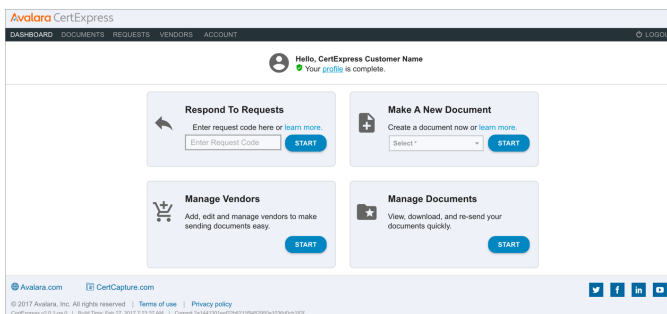 Avalara CertExpress
DASHBOARD DOCUMENTS REQUESTS VENDORS ACCOUNT LOGOU
Hello, CertExpress Customer Name
Your profile is complete.
Respond To Requests
Enter request code here or learn more.
Enter Request Code START
Make A New Document
Create a document now or learn more.
Select * START
Manage Vendors
Add, edit and manage vendors to make
sending documents easy.
START
Manage Documents
View, download, and re-send your
documents quickly.
START
Avalara.com CertCapture.com
© 2017 Avalara, Inc. All rights reserved | Terms of use | Privacy policy